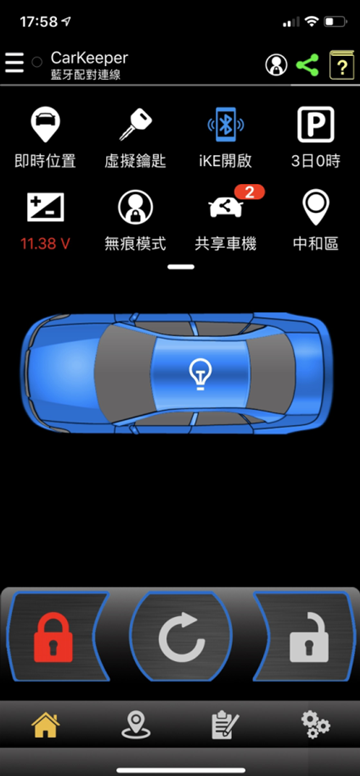 17:58
CarKeeper
藍牙配對連線
?
即時位置
虛擬鑰匙
iKE開啟
P
3日0時
11.38 V
無痕模式
2
共享車機
中和區